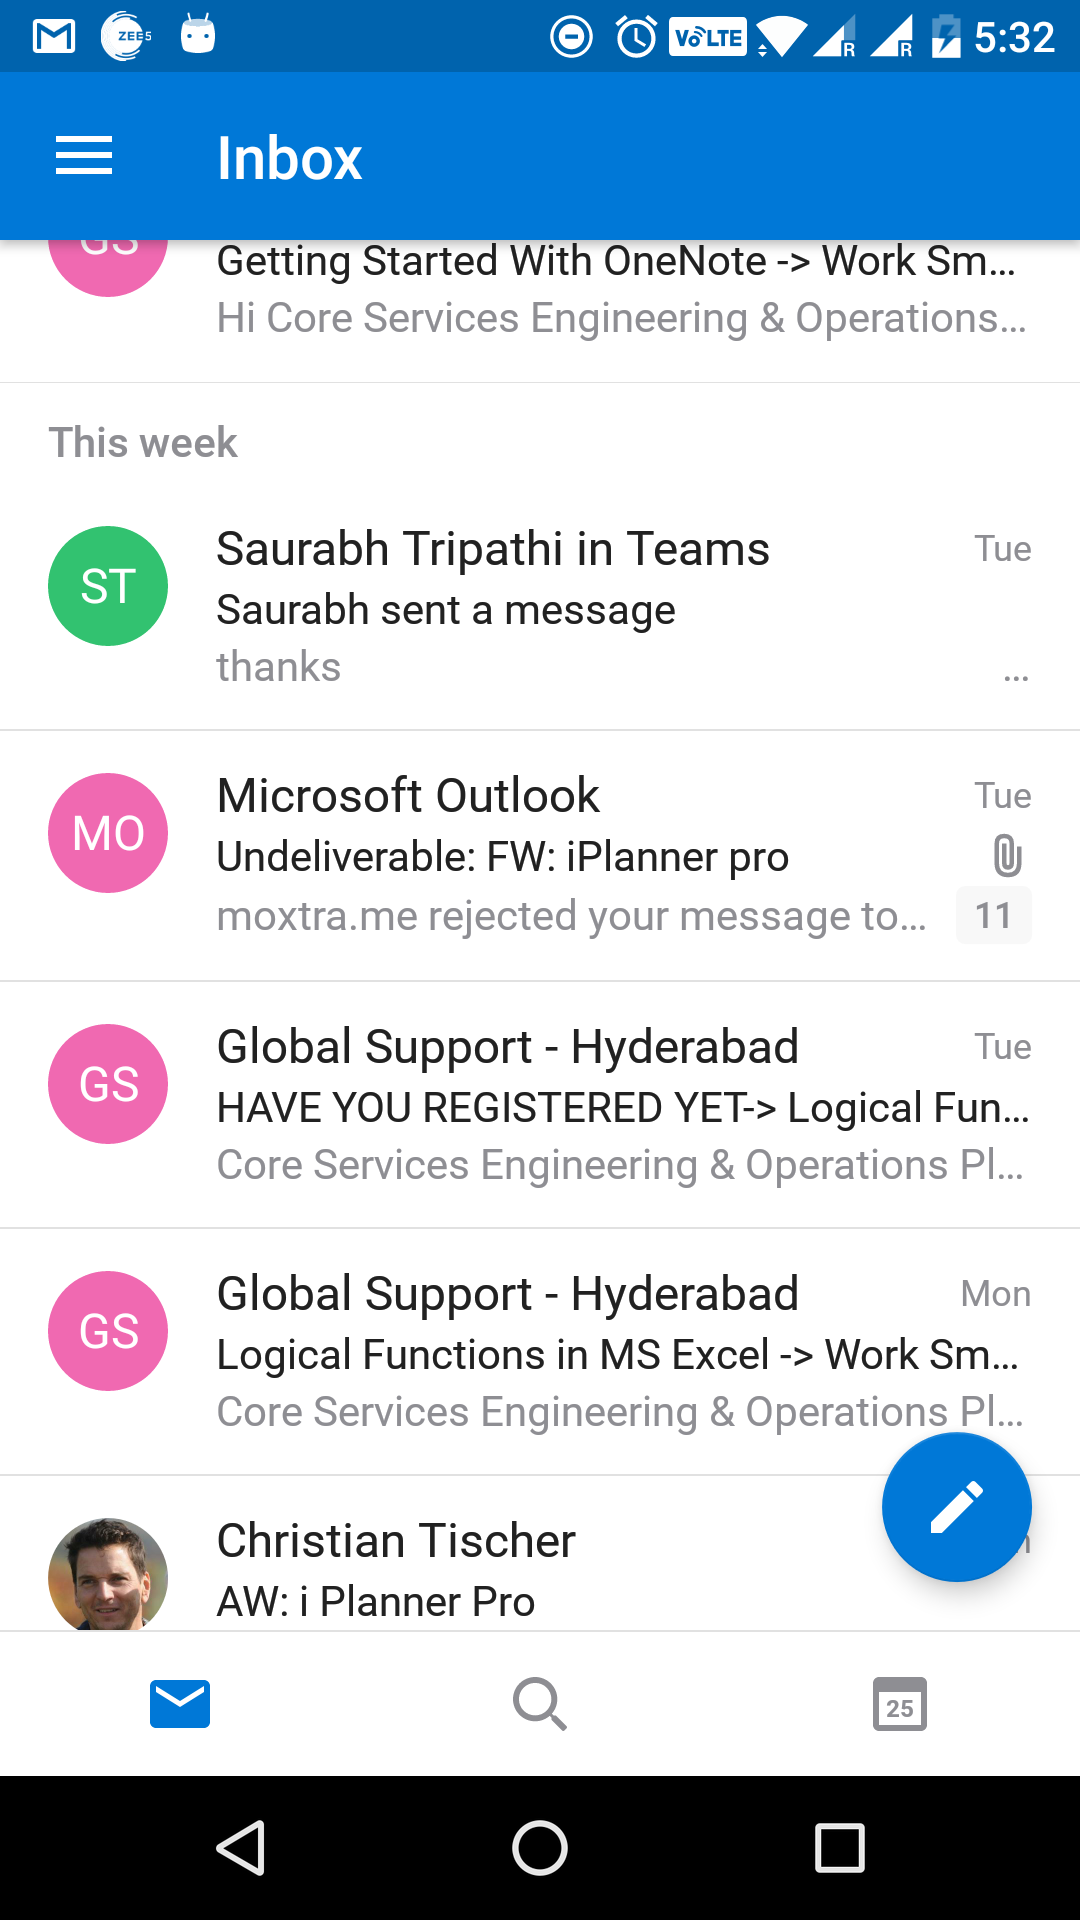 ZEE5
VoLTE
R
R
5:32
Inbox
GS
Getting Started With OneNote -> Work Sm...
Hi Core Services Engineering & Operations...
This week
ST
Saurabh Tripathi in Teams
Tue
Saurabh sent a message
thanks
...
MO
Microsoft Outlook
Tue
Undeliverable: FW: iPlanner pro
moxtra.me rejected your message to...
11
GS
Global Support - Hyderabad
Tue
HAVE YOU REGISTERED YET-> Logical Fun...
Core Services Engineering & Operations Pl...
GS
Global Support - Hyderabad
Mon
Logical Functions in MS Excel -> Work Sm...
Core Services Engineering & Operations Pl...
Christian Tischer
AW: i Planner Pro
25